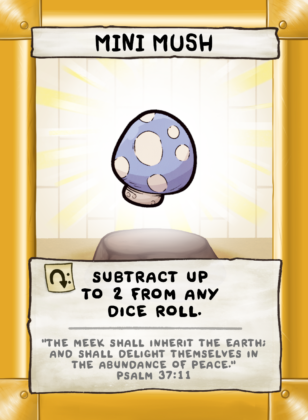 MINI MUSH
SUBTRACT UP
TO 2 FROM ANY
DICE ROLL.
"THE MEEK SHALL INHERIT THE EARTH;
AND SHALL DELIGHT THEMSELVES IN
THE ABUNDANCE OF PEACE."
PSALM 37:11